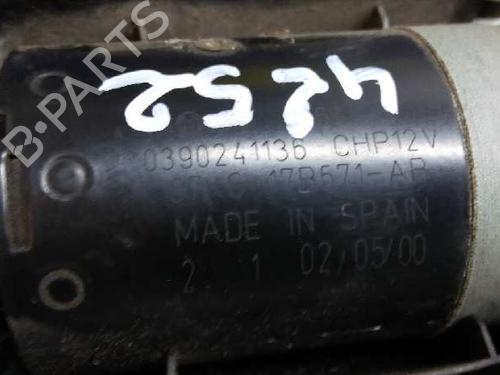 4252
0390241136 CHP12V
17B571-AB
MADE IN SPAIN
2 1 02/05/00
B-PARTS